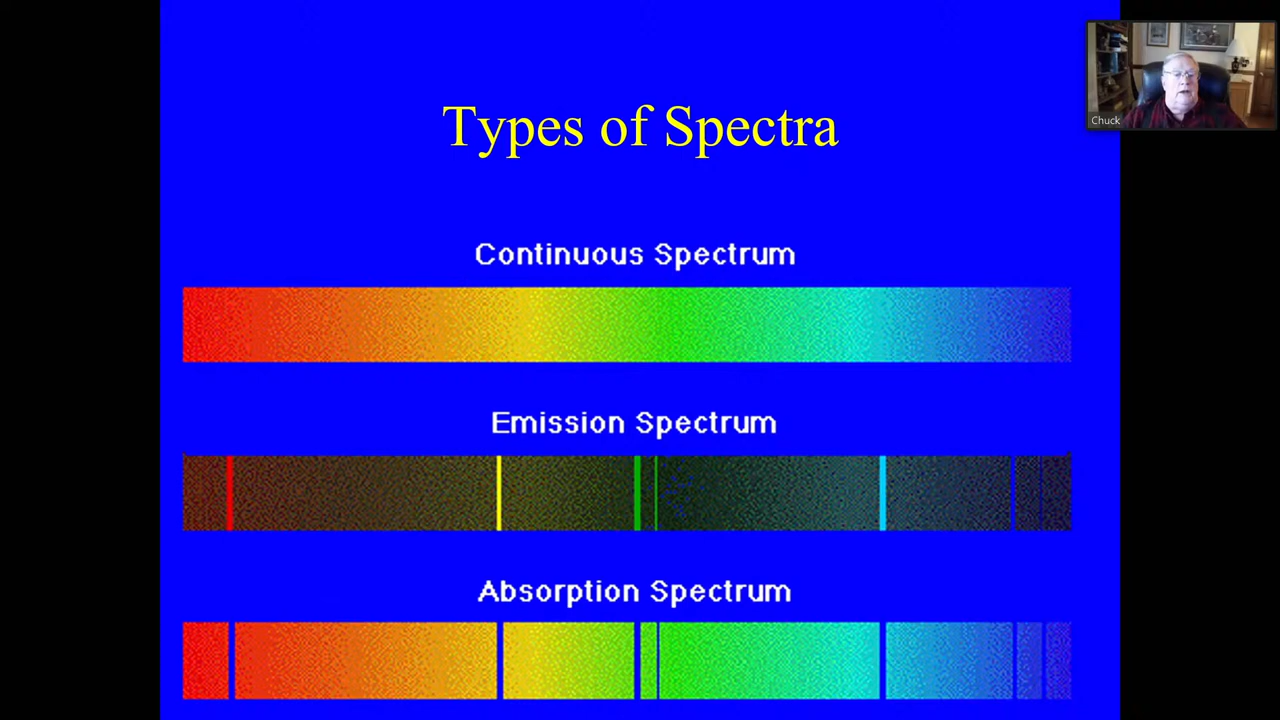 Types of Spectra
Chuck
Continuous Spectrum
Emission Spectrum
Absorption Spectrum